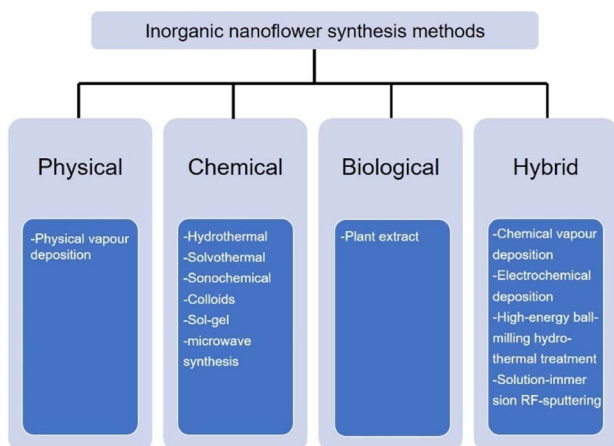 Inorganic nanoflower synthesis methods
Physical
-Physical vapour
deposition
Chemical
-Hydrothermal
-Solvothermal
-Sonochemical
-Colloids
-Sol-gel
-microwave
synthesis
Biological
-Plant extract
Hybrid
-Chemical vapour
deposition
-Electrochemical
deposition
-High-energy ball-
milling hydro-
thermal treatment
-Solution-immer
sion RF-sputtering